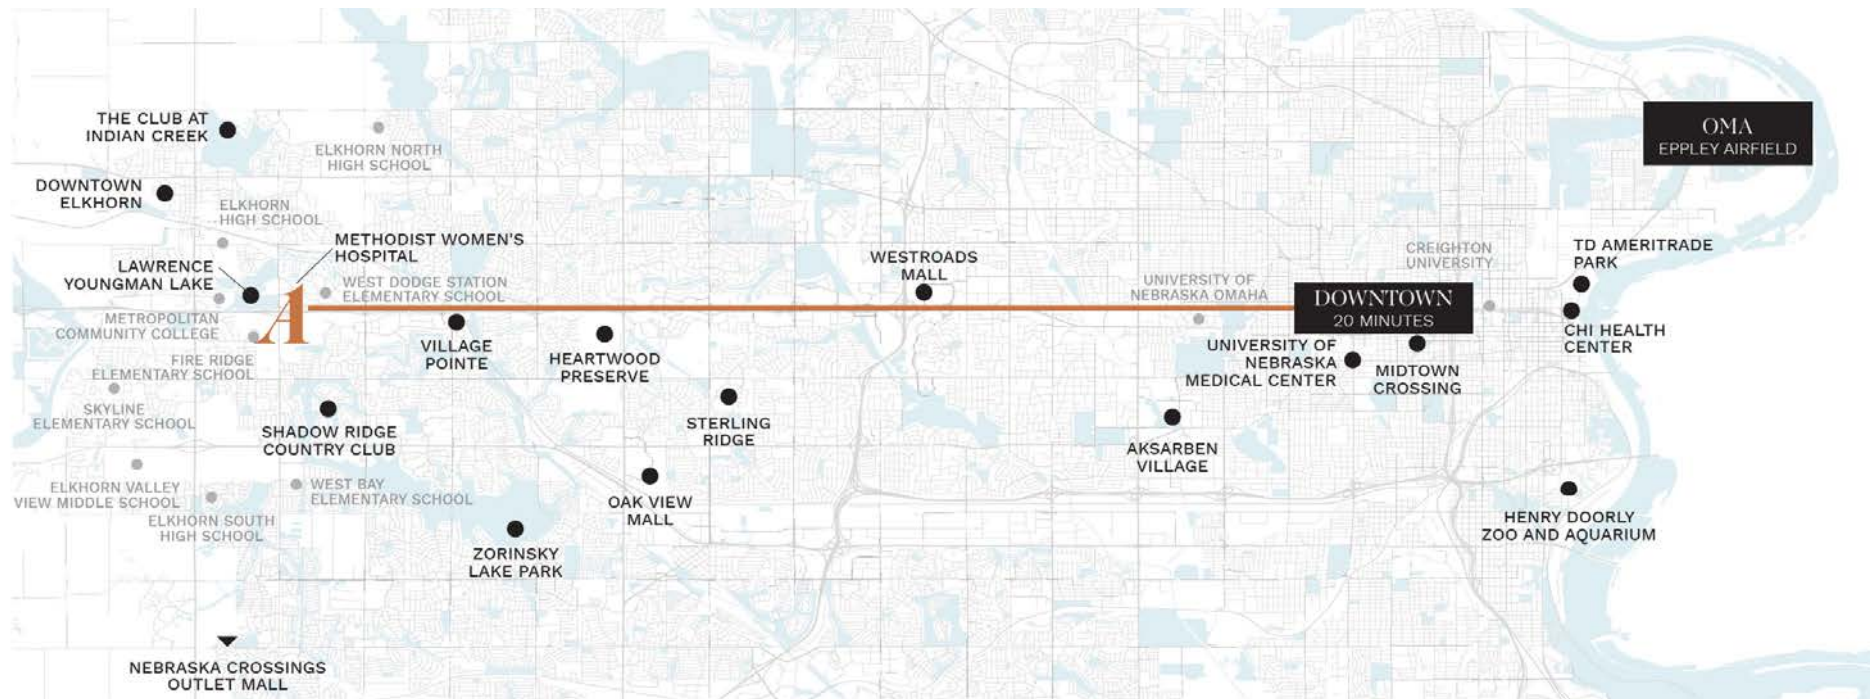 THE CLUB AT
INDIAN CREEK
ELKHORN NORTH
HIGH SCHOOL
OMA
EPPLEY AIRFIELD
DOWNTOWN
ELKHORN
ELKHORN
HIGH SCHOOL
METHODIST WOMEN'S
HOSPITAL
LAWRENCE
YOUNGMAN LAKE
WEST DODGE STATION
ELEMENTARY SCHOOL
A
METROPOLITAN
COMMUNITY COLLEGE
FIRE RIDGE
ELEMENTARY SCHOOL
SKYLINE
ELEMENTARY SCHOOL
VILLAGE
POINTE
HEARTWOOD
PRESERVE
WESTROADS
MALL
UNIVERSITY OF
NEBRASKA OMAHA
DOWNTOWN
20 MINUTES
CREIGHTON
UNIVERSITY
TD AMERITRADE
PARK
CHI HEALTH
CENTER
UNIVERSITY OF
NEBRASKA
MEDICAL CENTER
MIDTOWN
CROSSING
SHADOW RIDGE
COUNTRY CLUB
STERLING
RIDGE
AKSARBEN
VILLAGE
ELKHORN VALLEY
VIEW MIDDLE SCHOOL
WEST BAY
ELEMENTARY SCHOOL
ELKHORN SOUTH
HIGH SCHOOL
OAK VIEW
MALL
HENRY DOORLY
ZOO AND AQUARIUM
ZORINSKY
LAKE PARK
NEBRASKA CROSSINGS
OUTLET MALL